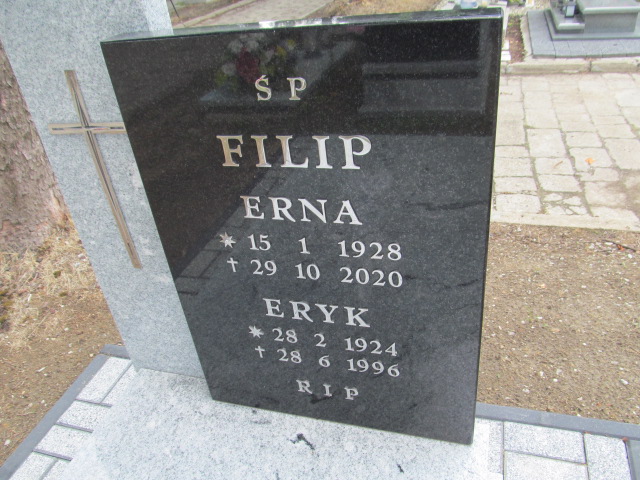 ŚP
FILIP
ERNA
* 15 1 1928
† 29 10 2020
ERYK
* 28 2 1924
† 28 6 1996
RIP